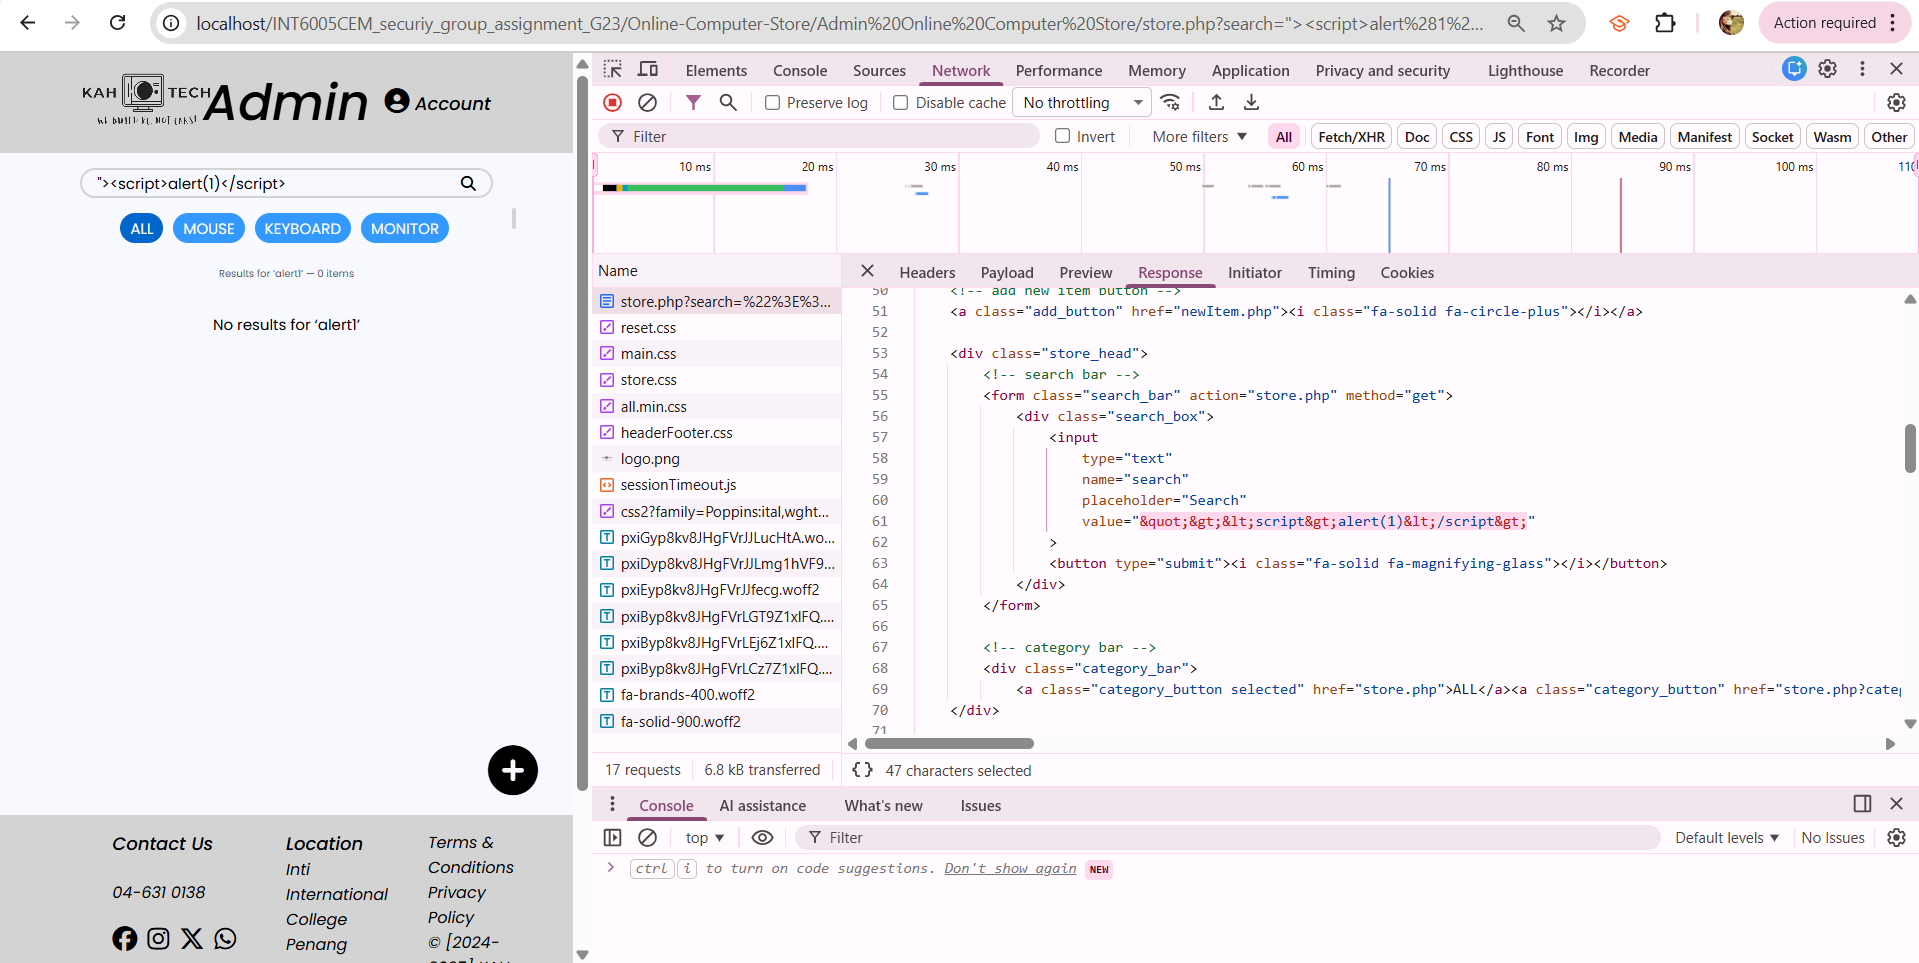 localhost/INT6005CEM_securiy_group_assignment_G23/Online-Computer-Store/Admin%20Online%20Computer%20Store/store.php?search="><script>alert%281%2...
Action required
KAH TECH
Admin
Account
"><script>alert(1)</script>
ALL MOUSE KEYBOARD MONITOR
Results for ‘alert1’ — 0 items
No results for ‘alert1’
Contact Us
04-631 0138
Location
Inti
International
College
Penang
Terms &
Conditions
Privacy
Policy
© [2024-
Elements Console Sources Network Performance Memory Application Privacy and security Lighthouse Recorder
Preserve log Disable cache No throttling
Filter Invert More filters All Fetch/XHR Doc CSS JS Font Img Media Manifest Socket Wasm Other
10 ms 20 ms 30 ms 40 ms 50 ms 60 ms 70 ms 80 ms 90 ms 100 ms 110
Name
store.php?search=%22%3E%3...
reset.css
main.css
store.css
all.min.css
headerFooter.css
logo.png
sessionTimeout.js
css2?family=Poppins:ital,wght...
pxiGyp8kv8JHgFVrJJLucHtA.wo...
pxiDyp8kv8JHgFVrJJLmg1hVF9...
pxiEyp8kv8JHgFVrJJfecg.woff2
pxiByp8kv8JHgFVrLGT9Z1xlFQ....
pxiByp8kv8JHgFVrLEj6Z1xlFQ....
pxiByp8kv8JHgFVrLCz7Z1xlFQ....
fa-brands-400.woff2
fa-solid-900.woff2
17 requests 6.8 kB transferred
Headers Payload Preview Response Initiator Timing Cookies
50 <!-- add new item button -->
51 <a class="add_button" href="newItem.php"><i class="fa-solid fa-circle-plus"></i></a>
52
53 <div class="store_head">
54 <!-- search bar -->
55 <form class="search_bar" action="store.php" method="get">
56 <div class="search_box">
57 <input
58 type="text"
59 name="search"
60 placeholder="Search"
61 value="&quot;&gt;&lt;script&gt;alert(1)&lt;/script&gt;"
62 >
63 <button type="submit"><i class="fa-solid fa-magnifying-glass"></i></button>
64 </div>
65 </form>
66
67 <!-- category bar -->
68 <div class="category_bar">
69 <a class="category_button selected" href="store.php">ALL</a><a class="category_button" href="store.php?categ
70 </div>
71
{} 47 characters selected
Console AI assistance What's new Issues
top Filter Default levels No Issues
ctrl i to turn on code suggestions. Don't show again NEW